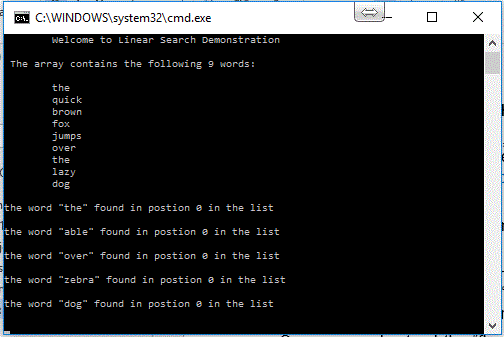 C:\WINDOWS\system32\cmd.exe
Welcome to Linear Search Demonstration
The array contains the following 9 words:
the
quick
brown
fox
jumps
over
the
lazy
dog
the word "the" found in postion 0 in the list
the word "able" found in postion 0 in the list
the word "over" found in postion 0 in the list
the word "zebra" found in postion 0 in the list
the word "dog" found in postion 0 in the list